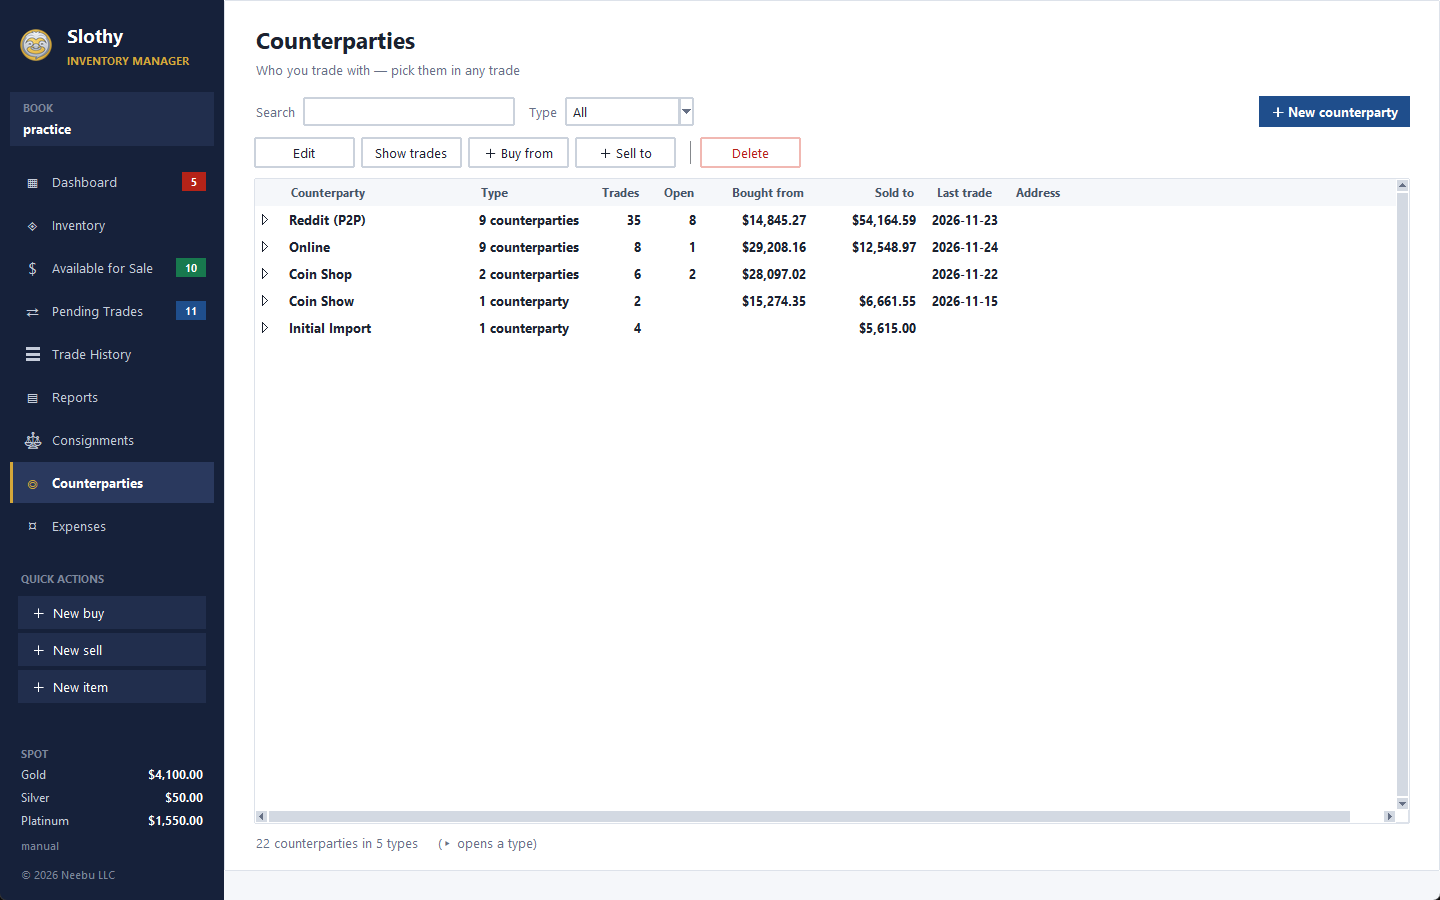 Slothy
INVENTORY MANAGER
BOOK
practice
Dashboard 5
Inventory
$ Available for Sale 10
Pending Trades 11
Trade History
Reports
Consignments
Counterparties
Expenses
QUICK ACTIONS
+ New buy
+ New sell
+ New item
SPOT
Gold $4,100.00
Silver $50.00
Platinum $1,550.00
manual
© 2026 Neebu LLC
Counterparties
Who you trade with — pick them in any trade
Search Type All + New counterparty
Edit Show trades + Buy from + Sell to Delete
Counterparty Type Trades Open Bought from Sold to Last trade Address
Reddit (P2P) 9 counterparties 35 8 $14,845.27 $54,164.59 2026-11-23
Online 9 counterparties 8 1 $29,208.16 $12,548.97 2026-11-24
Coin Shop 2 counterparties 6 2 $28,097.02 2026-11-22
Coin Show 1 counterparty 2 $15,274.35 $6,661.55 2026-11-15
Initial Import 1 counterparty 4 $5,615.00
22 counterparties in 5 types (‣ opens a type)